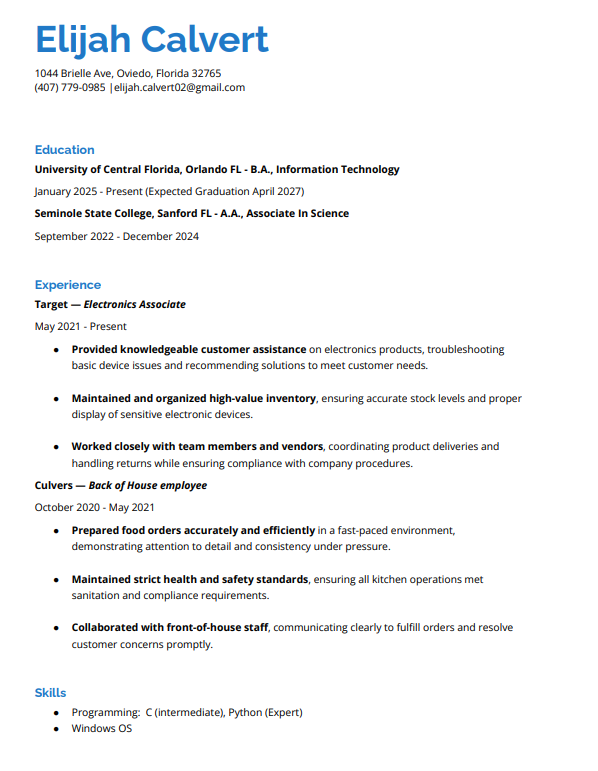 Elijah Calvert
1044 Brielle Ave, Oviedo, Florida 32765
(407) 779-0985 |elijah.calvert02@gmail.com
Education
University of Central Florida, Orlando FL - B.A., Information Technology
January 2025 - Present (Expected Graduation April 2027)
Seminole State College, Sanford FL - A.A., Associate In Science
September 2022 - December 2024
Experience
Target — Electronics Associate
May 2021 - Present
● Provided knowledgeable customer assistance on electronics products, troubleshooting
basic device issues and recommending solutions to meet customer needs.
● Maintained and organized high-value inventory, ensuring accurate stock levels and proper
display of sensitive electronic devices.
● Worked closely with team members and vendors, coordinating product deliveries and
handling returns while ensuring compliance with company procedures.
Culvers — Back of House employee
October 2020 - May 2021
● Prepared food orders accurately and efficiently in a fast-paced environment,
demonstrating attention to detail and consistency under pressure.
● Maintained strict health and safety standards, ensuring all kitchen operations met
sanitation and compliance requirements.
● Collaborated with front-of-house staff, communicating clearly to fulfill orders and resolve
customer concerns promptly.
Skills
● Programming:  C (intermediate), Python (Expert)
● Windows OS